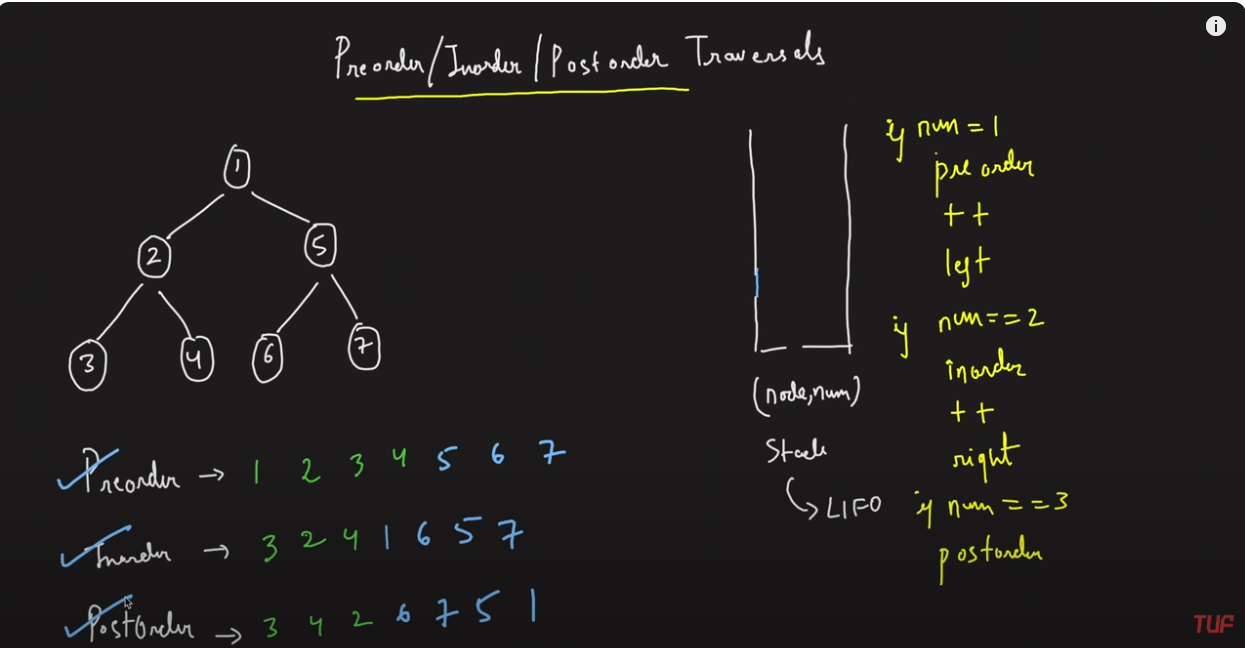 Preorder/Inorder/Postorder Traversals
1
2
5
3
4
6
7
Preorder → 1 2 3 4 5 6 7
Inorder → 3 2 4 1 6 5 7
PostOrder → 3 4 2 6 7 5 1
(node,num)
Stack
LIFO
if num = 1
preorder
++
left
if num == 2
inorder
++
right
if num == 3
postorder
TUF
i